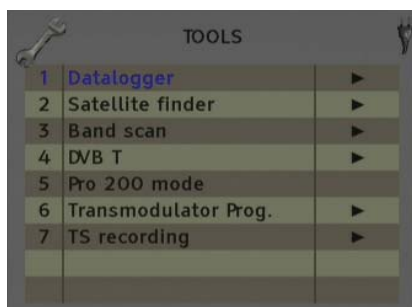 TOOLS
1 Datalogger ►
2 Satellite finder ►
3 Band scan ►
4 DVB T ►
5 Pro 200 mode
6 Transmodulator Prog. ►
7 TS recording ►